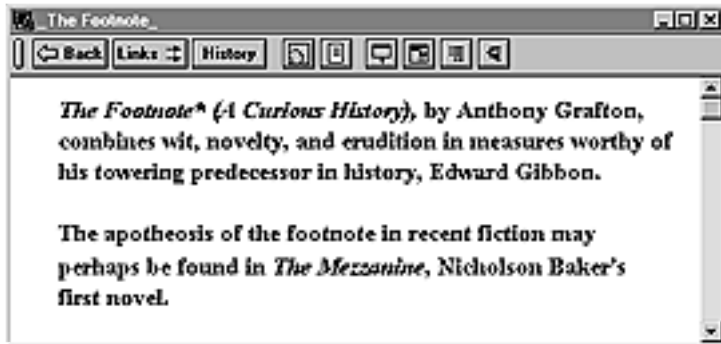 _The Footnote_
Back Links History
The Footnote* (A Curious History), by Anthony Grafton,
combines wit, novelty, and erudition in measures worthy of
his towering predecessor in history, Edward Gibbon.
The apotheosis of the footnote in recent fiction may
perhaps be found in The Mezzanine, Nicholson Baker's
first novel.